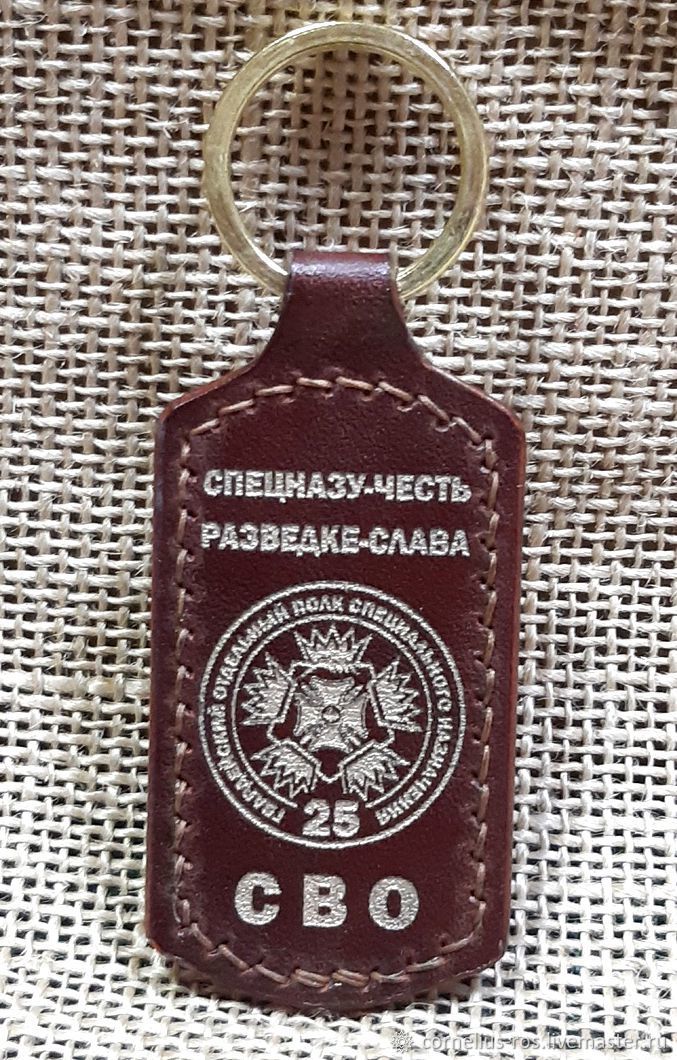 СПЕЦНАЗУ-ЧЕСТЬ
РАЗВЕДКЕ-СЛАВА
ГВАРДЕЙСКИЙ ОТДЕЛЬНЫЙ ПОЛК СПЕЦИАЛЬНОГО НАЗНАЧЕНИЯ
25
СВО
cornelius-ros.livemaster.ru